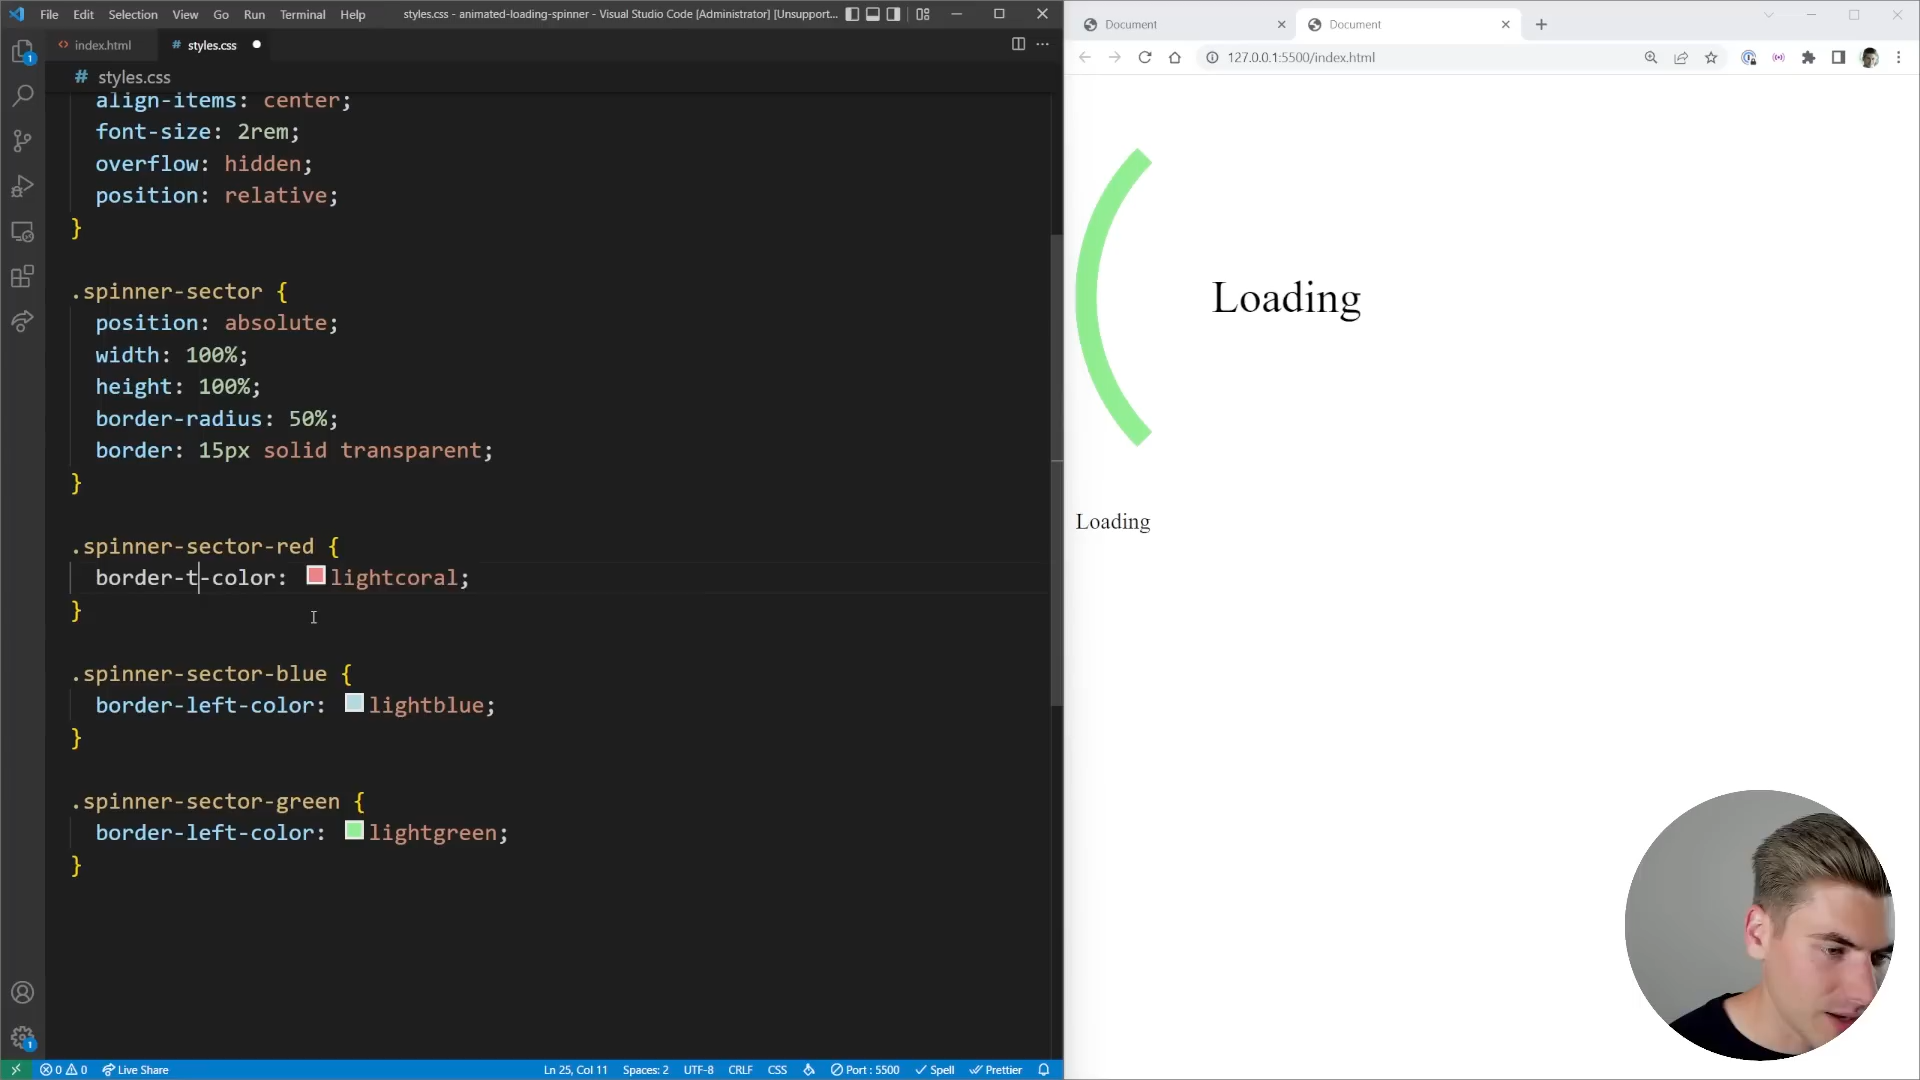 File Edit Selection View Go Run Terminal Help
styles.css - animated-loading-spinner - Visual Studio Code [Administrator] [Unsupport...
index.html
# styles.css
# styles.css
align-items: center;
font-size: 2rem;
overflow: hidden;
position: relative;
}
.spinner-sector {
position: absolute;
width: 100%;
height: 100%;
border-radius: 50%;
border: 15px solid transparent;
}
.spinner-sector-red {
border-t-color: lightcoral;
}
.spinner-sector-blue {
border-left-color: lightblue;
}
.spinner-sector-green {
border-left-color: lightgreen;
}
1
1
0 0 Live Share
Ln 25, Col 11 Spaces: 2 UTF-8 CRLF CSS Port : 5500 Spell Prettier
Document
Document
127.0.0.1:5500/index.html
Loading
Loading